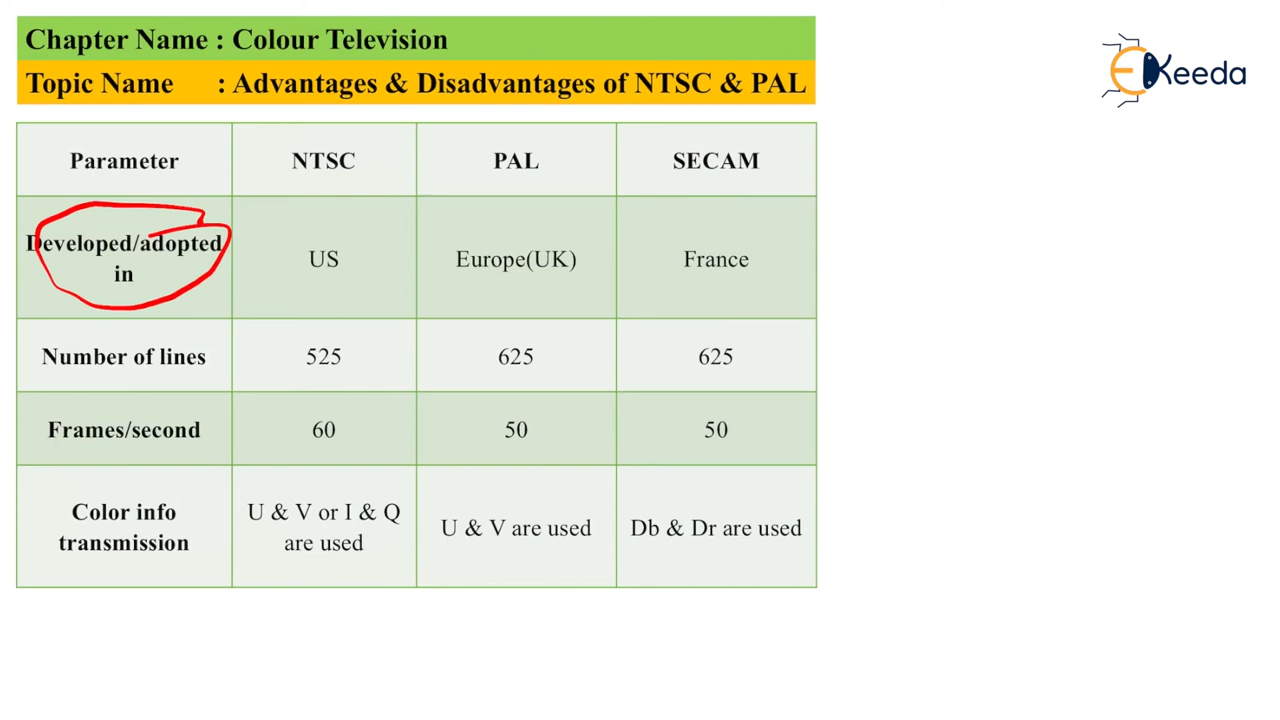 Chapter Name : Colour Television
Topic Name : Advantages & Disadvantages of NTSC & PAL
EKeeda
Parameter NTSC PAL SECAM
Developed/adopted
in US Europe(UK) France
Number of lines 525 625 625
Frames/second 60 50 50
Color info
transmission
U & V or I & Q
are used
U & V are used
Db & Dr are used